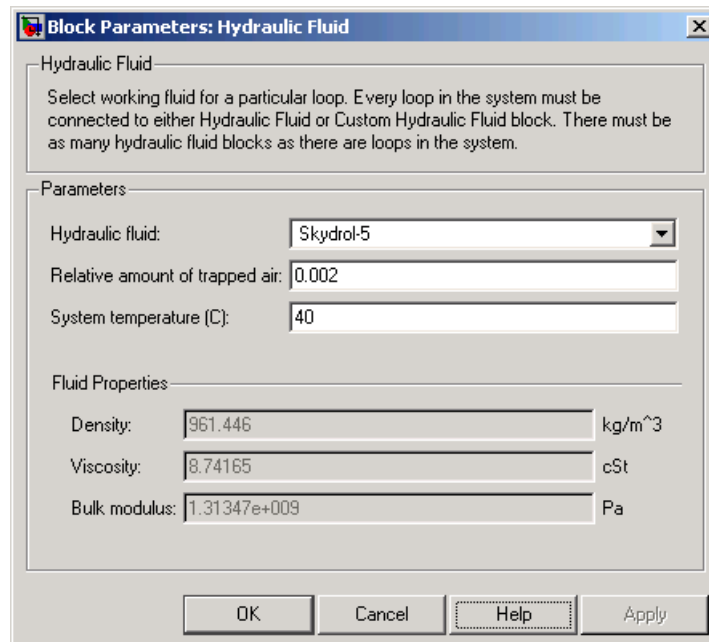 Block Parameters: Hydraulic Fluid
Hydraulic Fluid
Select working fluid for a particular loop. Every loop in the system must be
connected to either Hydraulic Fluid or Custom Hydraulic Fluid block. There must be
as many hydraulic fluid blocks as there are loops in the system.
Parameters
Hydraulic fluid: Skydrol-5
Relative amount of trapped air: 0.002
System temperature (C): 40
Fluid Properties
Density: 961.446 kg/m^3
Viscosity: 8.74165 cSt
Bulk modulus: 1.31347e+009 Pa
OK Cancel Help Apply